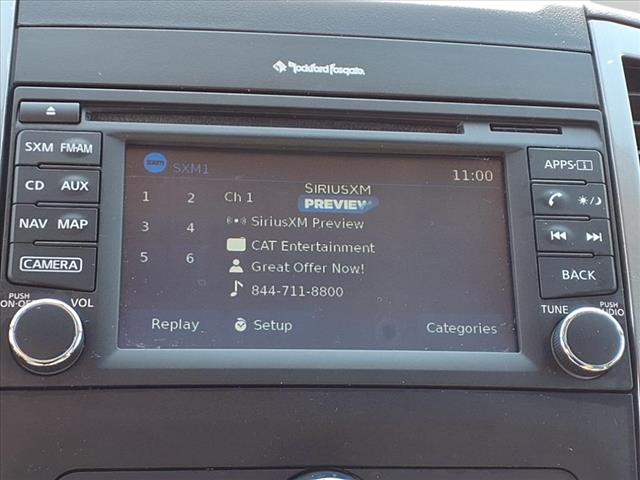 Rockford Fosgate
SXM FM-AM
CD AUX
NAV MAP
CAMERA
PUSH ON-OFF VOL
sxm SXM1 11:00
SIRIUSXM
PREVIEW
1 2 Ch 1
SiriusXM Preview
3 4
CAT Entertainment
5 6
Great Offer Now!
844-711-8800
Replay Setup Categories
APPS i
BACK
TUNE PUSH AUDIO